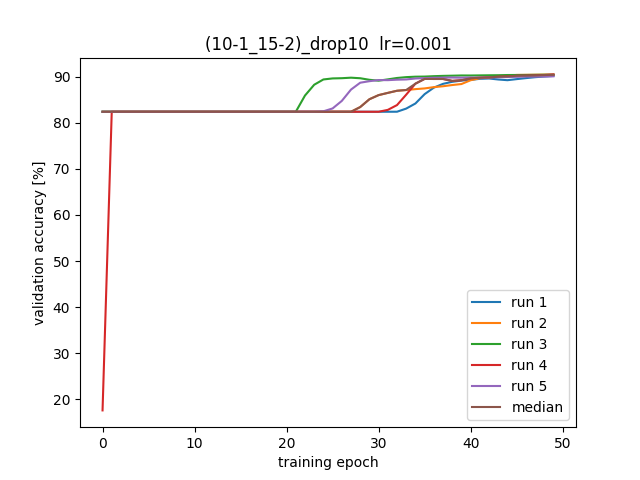 (10-1_15-2)_drop10  lr=0.001
validation accuracy [%]
90
80
70
60
50
40
30
20
0 10 20 30 40 50
training epoch
run 1
run 2
run 3
run 4
run 5
median